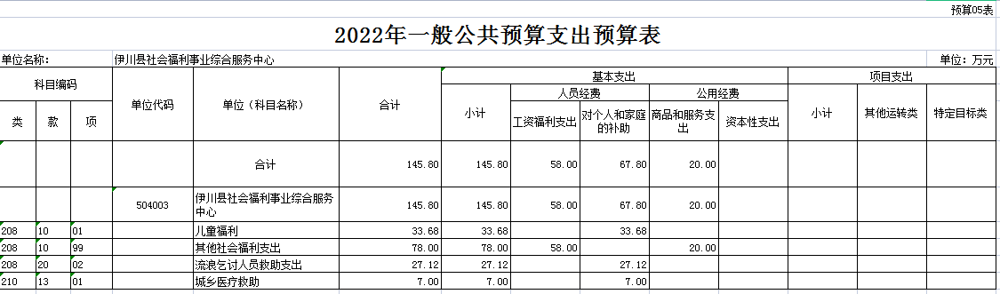 预算05表
2022年一般公共预算支出预算表
单位名称: 伊川县社会福利事业综合服务中心 单位: 万元
科目编码 单位代码 单位（科目名称） 合计 基本支出 项目支出
小计 人员经费 公用经费 小计 其他运转类 特定目标类
类 款 项 工资福利支出 对个人和家庭的补助 商品和服务支出 资本性支出
合计 145.80 145.80 58.00 67.80 20.00
504003 伊川县社会福利事业综合服务中心 145.80 145.80 58.00 67.80 20.00
208 10 01 儿童福利 33.68 33.68 33.68
208 10 99 其他社会福利支出 78.00 78.00 58.00 20.00
208 20 02 流浪乞讨人员救助支出 27.12 27.12 27.12
210 13 01 城乡医疗救助 7.00 7.00 7.00